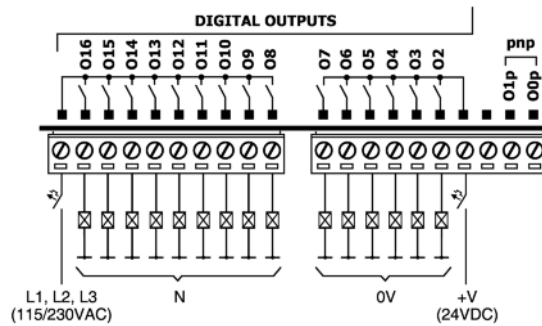 DIGITAL OUTPUTS
pnp
O16 O15 O14 O13 O12 O11 O10 O9 O8 O7 O6 O5 O4 O3 O2 O1p O0p
N 0V
L1, L2, L3 +V
(115/230VAC) (24VDC)